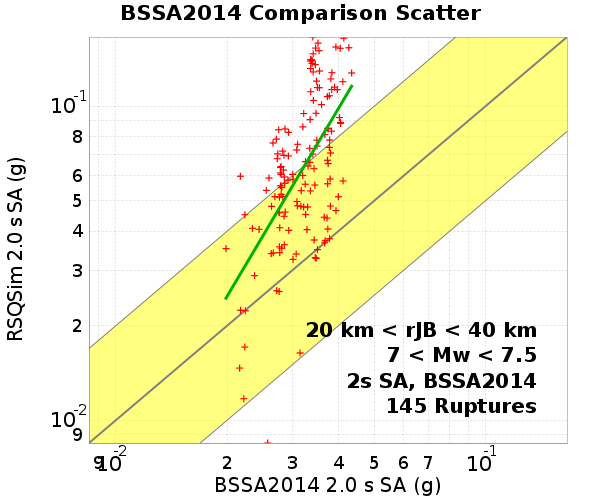 BSSA2014 Comparison Scatter
RSQSim 2.0 s SA (g)
10-1
8
6
5
4
3
2
10-2
9
20 km < rJB < 40 km
7 < Mw < 7.5
2s SA, BSSA2014
145 Ruptures
9 10-2 2 3 4 5 6 7 10-1
BSSA2014 2.0 s SA (g)